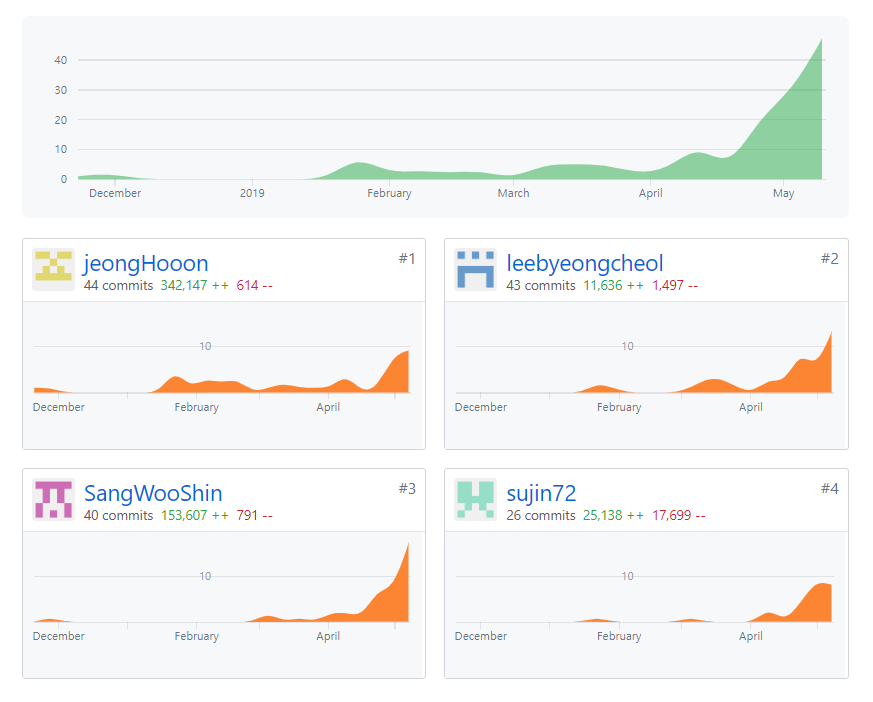 40
30
20
10
0
December 2019 February March April May
jeongHooon #1
44 commits 342,147 ++ 614 --
10
December February April
leebyeongcheol #2
43 commits 11,636 ++ 1,497 --
10
December February April
SangWooShin #3
40 commits 153,607 ++ 791 --
10
December February April
sujin72 #4
26 commits 25,138 ++ 17,699 --
10
December February April